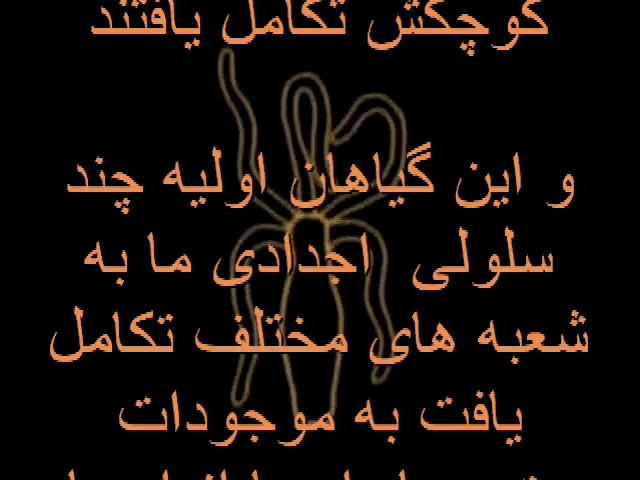 کوچکش تکامل یافتند
و این گیاهان اولیه چند
سلولی اجدادی ما به
شعبه های مختلف تکامل
یافت به موجودات